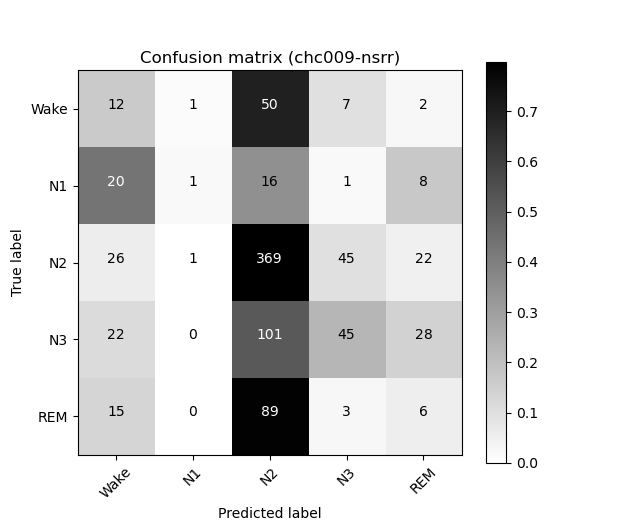 Confusion matrix (chc009-nsrr)
True label
Wake 12 1 50 7 2
N1 20 1 16 1 8
N2 26 1 369 45 22
N3 22 0 101 45 28
REM 15 0 89 3 6
Wake N1 N2 N3 REM
Predicted label
0.7
0.6
0.5
0.4
0.3
0.2
0.1
0.0